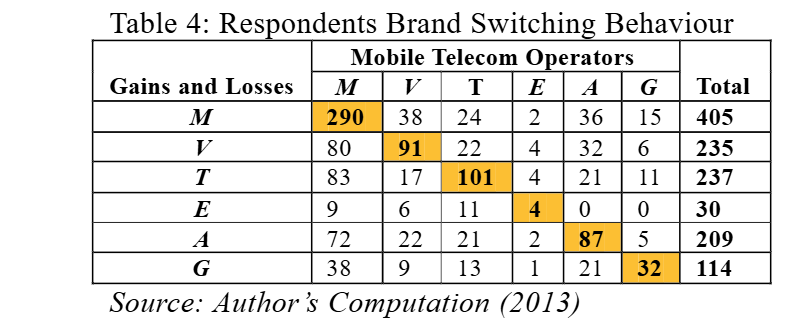 Table 4: Respondents Brand Switching Behaviour
Mobile Telecom Operators
Gains and Losses M V T E A G Total
M 290 38 24 2 36 15 405
V 80 91 22 4 32 6 235
T 83 17 101 4 21 11 237
E 9 6 11 4 0 0 30
A 72 22 21 2 87 5 209
G 38 9 13 1 21 32 114
Source: Author's Computation (2013)